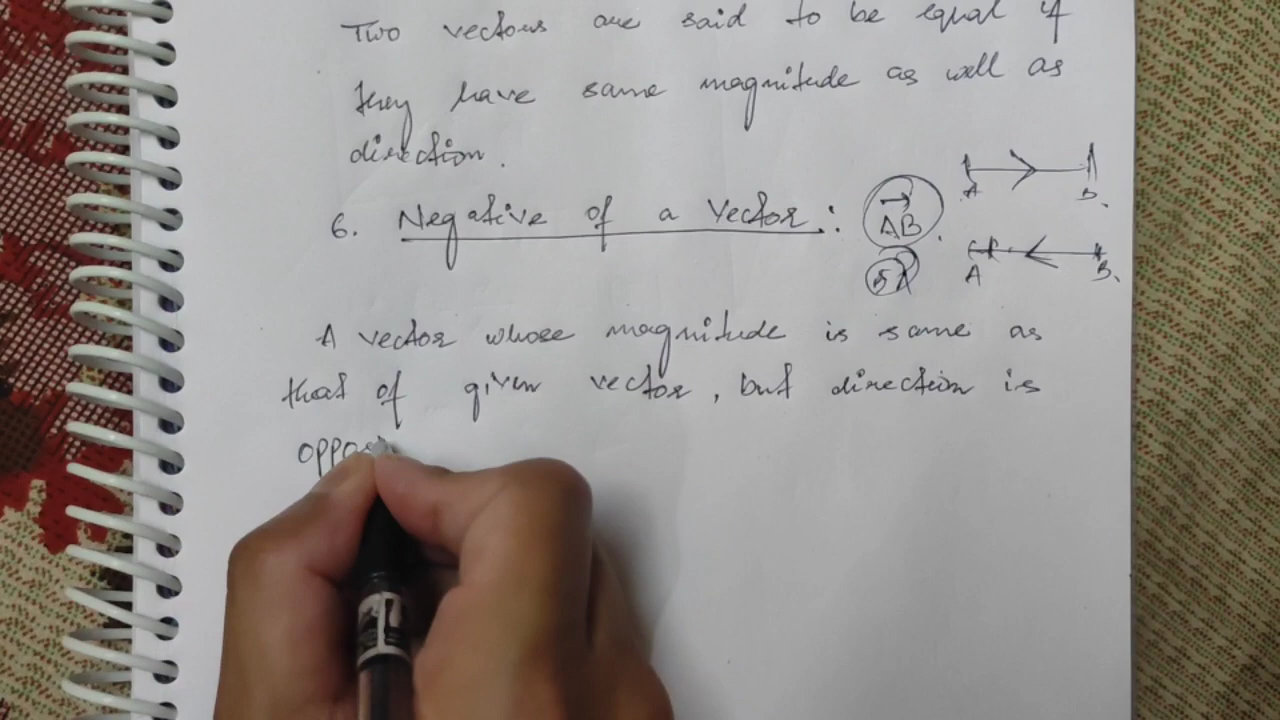 Two vectors are said to be equal if
they have same magnitude as well as
direction.
6. Negative of a Vector :
AB
A B.
BA
A B.
A vector whose magnitude is same as
that of given vector, but direction is
oppos